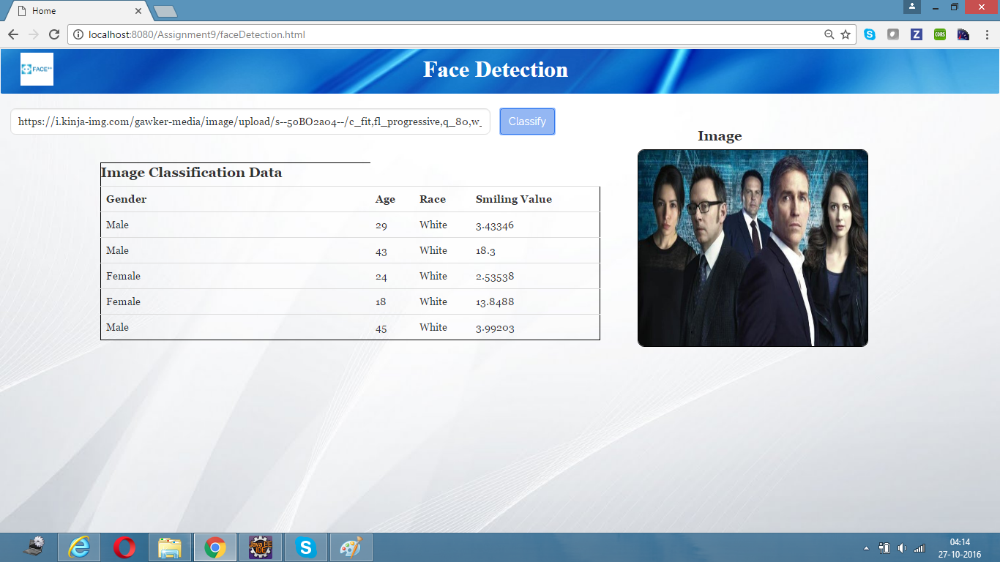 Home
localhost:8080/Assignment9/faceDetection.html
CORS
FACE++
Face Detection
https://i.kinja-img.com/gawker-media/image/upload/s--50BO2a04--/c_fit,fl_progressive,q_80,w_
Classify
Image
Image Classification Data
Gender Age Race Smiling Value
Male 29 White 3.43346
Male 43 White 18.3
Female 24 White 2.53538
Female 18 White 13.8488
Male 45 White 3.99203
Java EE
IDE
04:14
27-10-2016